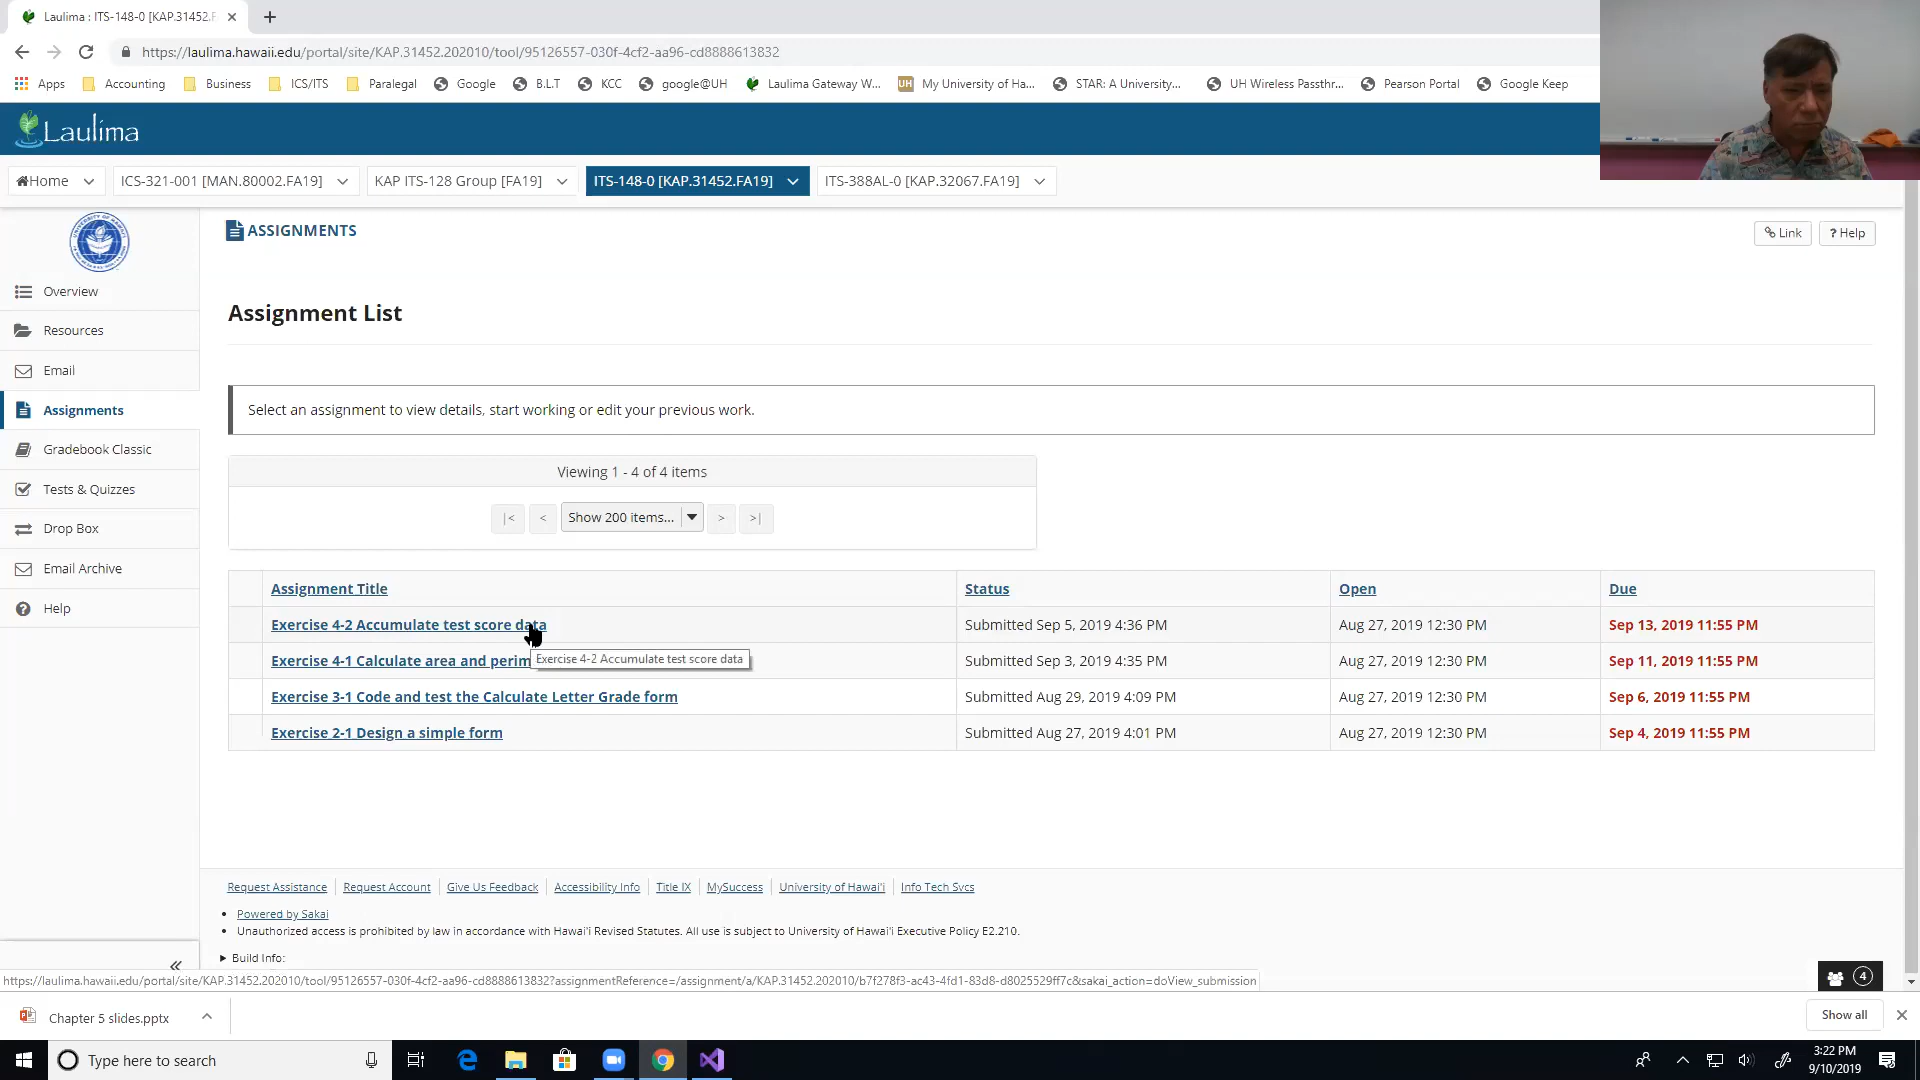 Laulima : ITS-148-0 [KAP.31452.F
https://laulima.hawaii.edu/portal/site/KAP.31452.202010/tool/95126557-030f-4cf2-aa96-cd8888613832
Apps Accounting Business ICS/ITS Paralegal Google B.L.T KCC google@UH Laulima Gateway W... My University of Ha... STAR: A University... UH Wireless Passthr... Pearson Portal Google Keep
Laulima
Home ICS-321-001 [MAN.80002.FA19] KAP ITS-128 Group [FA19] ITS-148-0 [KAP.31452.FA19] ITS-388AL-0 [KAP.32067.FA19]
ASSIGNMENTS
Link ? Help
Overview
Resources
Email
Assignments
Gradebook Classic
Tests & Quizzes
Drop Box
Email Archive
Help
Assignment List
Select an assignment to view details, start working or edit your previous work.
Viewing 1 - 4 of 4 items
|< < Show 200 items... > >|
Assignment Title Status Open Due
Exercise 4-2 Accumulate test score data Submitted Sep 5, 2019 4:36 PM Aug 27, 2019 12:30 PM Sep 13, 2019 11:55 PM
Exercise 4-1 Calculate area and perim Submitted Sep 3, 2019 4:35 PM Aug 27, 2019 12:30 PM Sep 11, 2019 11:55 PM
Exercise 4-2 Accumulate test score data
Exercise 3-1 Code and test the Calculate Letter Grade form Submitted Aug 29, 2019 4:09 PM Aug 27, 2019 12:30 PM Sep 6, 2019 11:55 PM
Exercise 2-1 Design a simple form Submitted Aug 27, 2019 4:01 PM Aug 27, 2019 12:30 PM Sep 4, 2019 11:55 PM
Request Assistance Request Account Give Us Feedback Accessibility Info Title IX MySuccess University of Hawai'i Info Tech Svcs
Powered by Sakai
Unauthorized access is prohibited by law in accordance with Hawai'i Revised Statutes. All use is subject to University of Hawai'i Executive Policy E2.210.
Build Info:
https://laulima.hawaii.edu/portal/site/KAP.31452.202010/tool/95126557-030f-4cf2-aa96-cd8888613832?assignmentReference=/assignment/a/KAP.31452.202010/b7f278f3-ac43-4fd1-83d8-d8025529ff7c&sakai_action=doView_submission
4
Chapter 5 slides.pptx
Show all
Type here to search
3:22 PM
9/10/2019